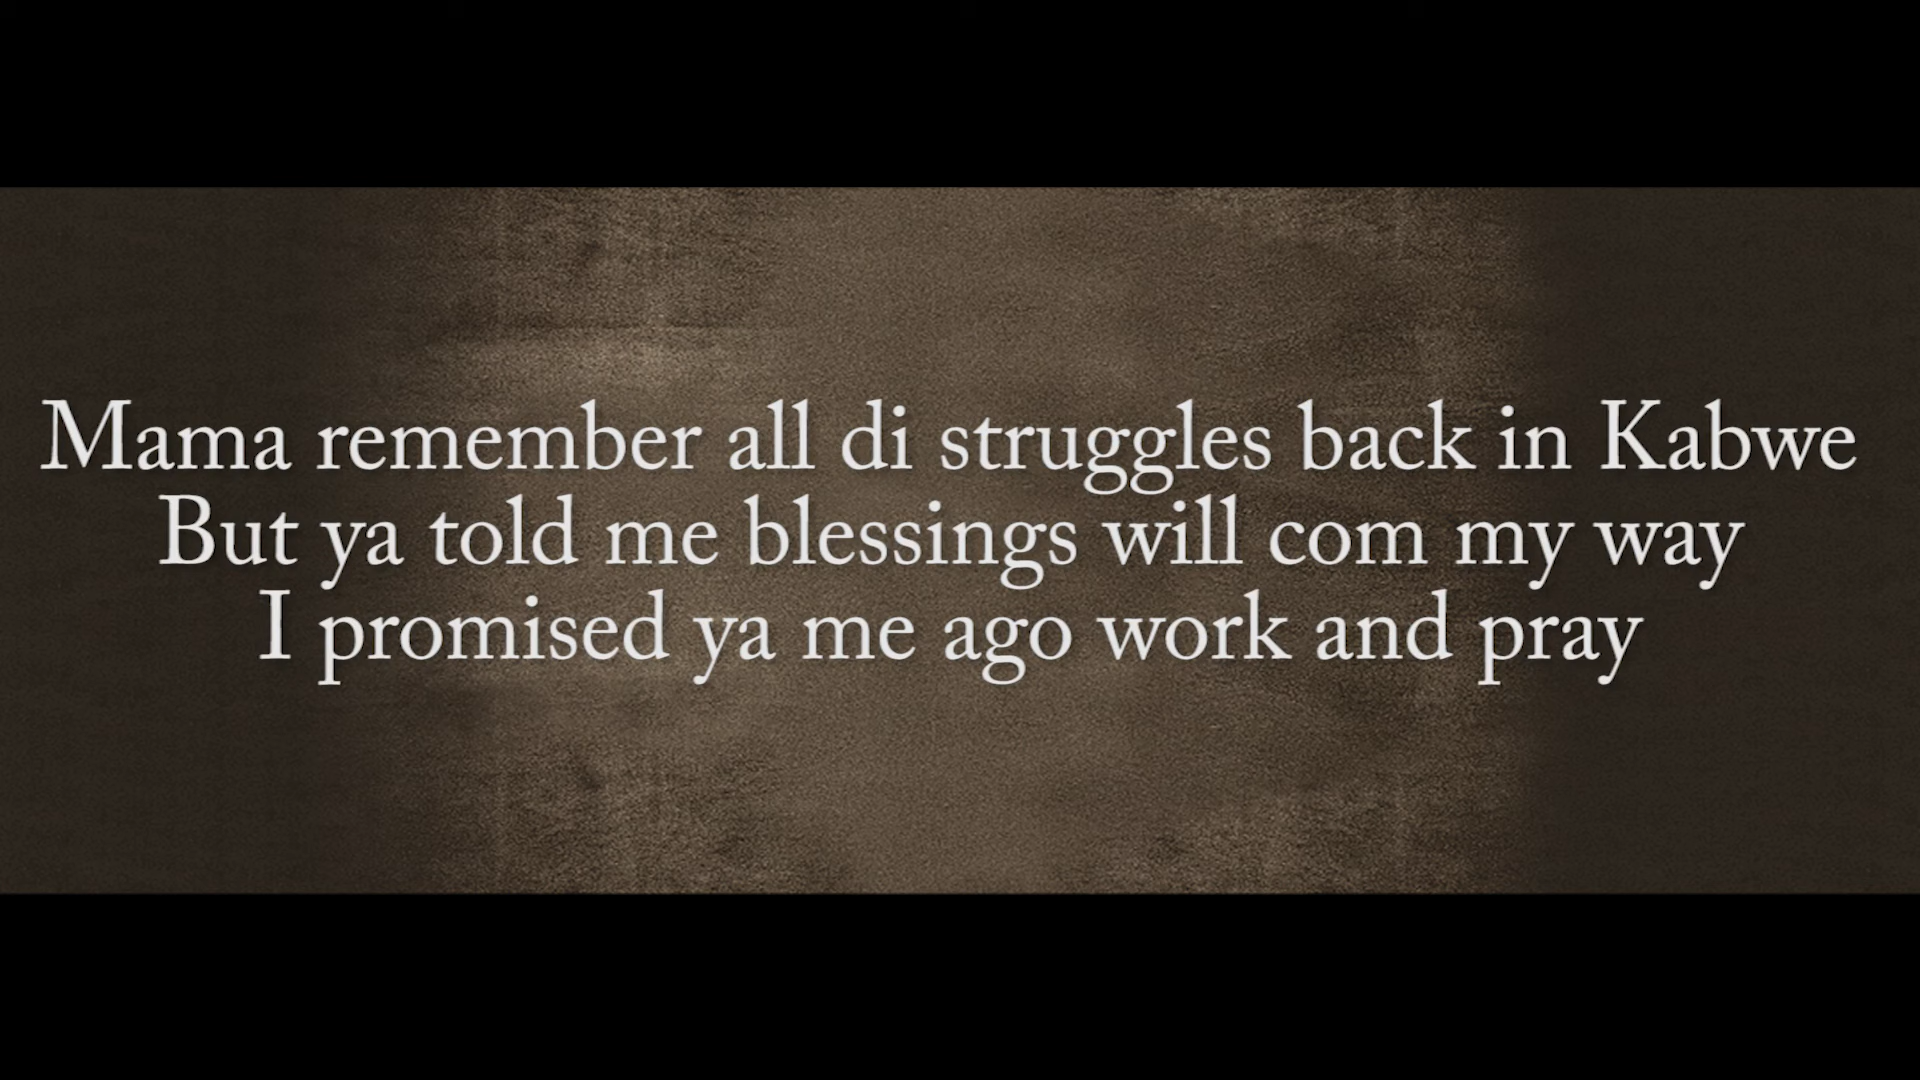 Mama remember all di struggles back in Kabwe
But ya told me blessings will com my way
I promised ya me ago work and pray